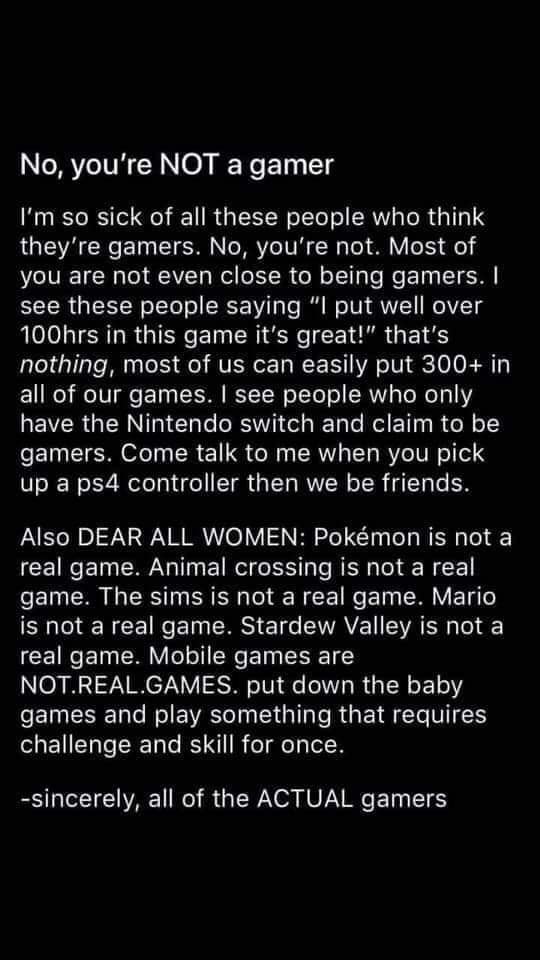 No, you’re NOT a gamer
I’m so sick of all these people who think
they’re gamers. No, you’re not. Most of
you are not even close to being gamers. I
see these people saying “I put well over
100hrs in this game it’s great!” that’s
nothing, most of us can easily put 300+ in
all of our games. I see people who only
have the Nintendo switch and claim to be
gamers. Come talk to me when you pick
up a ps4 controller then we be friends.
Also DEAR ALL WOMEN: Pokémon is not a
real game. Animal crossing is not a real
game. The sims is not a real game. Mario
is not a real game. Stardew Valley is not a
real game. Mobile games are
NOT.REAL.GAMES. put down the baby
games and play something that requires
challenge and skill for once.
-sincerely, all of the ACTUAL gamers